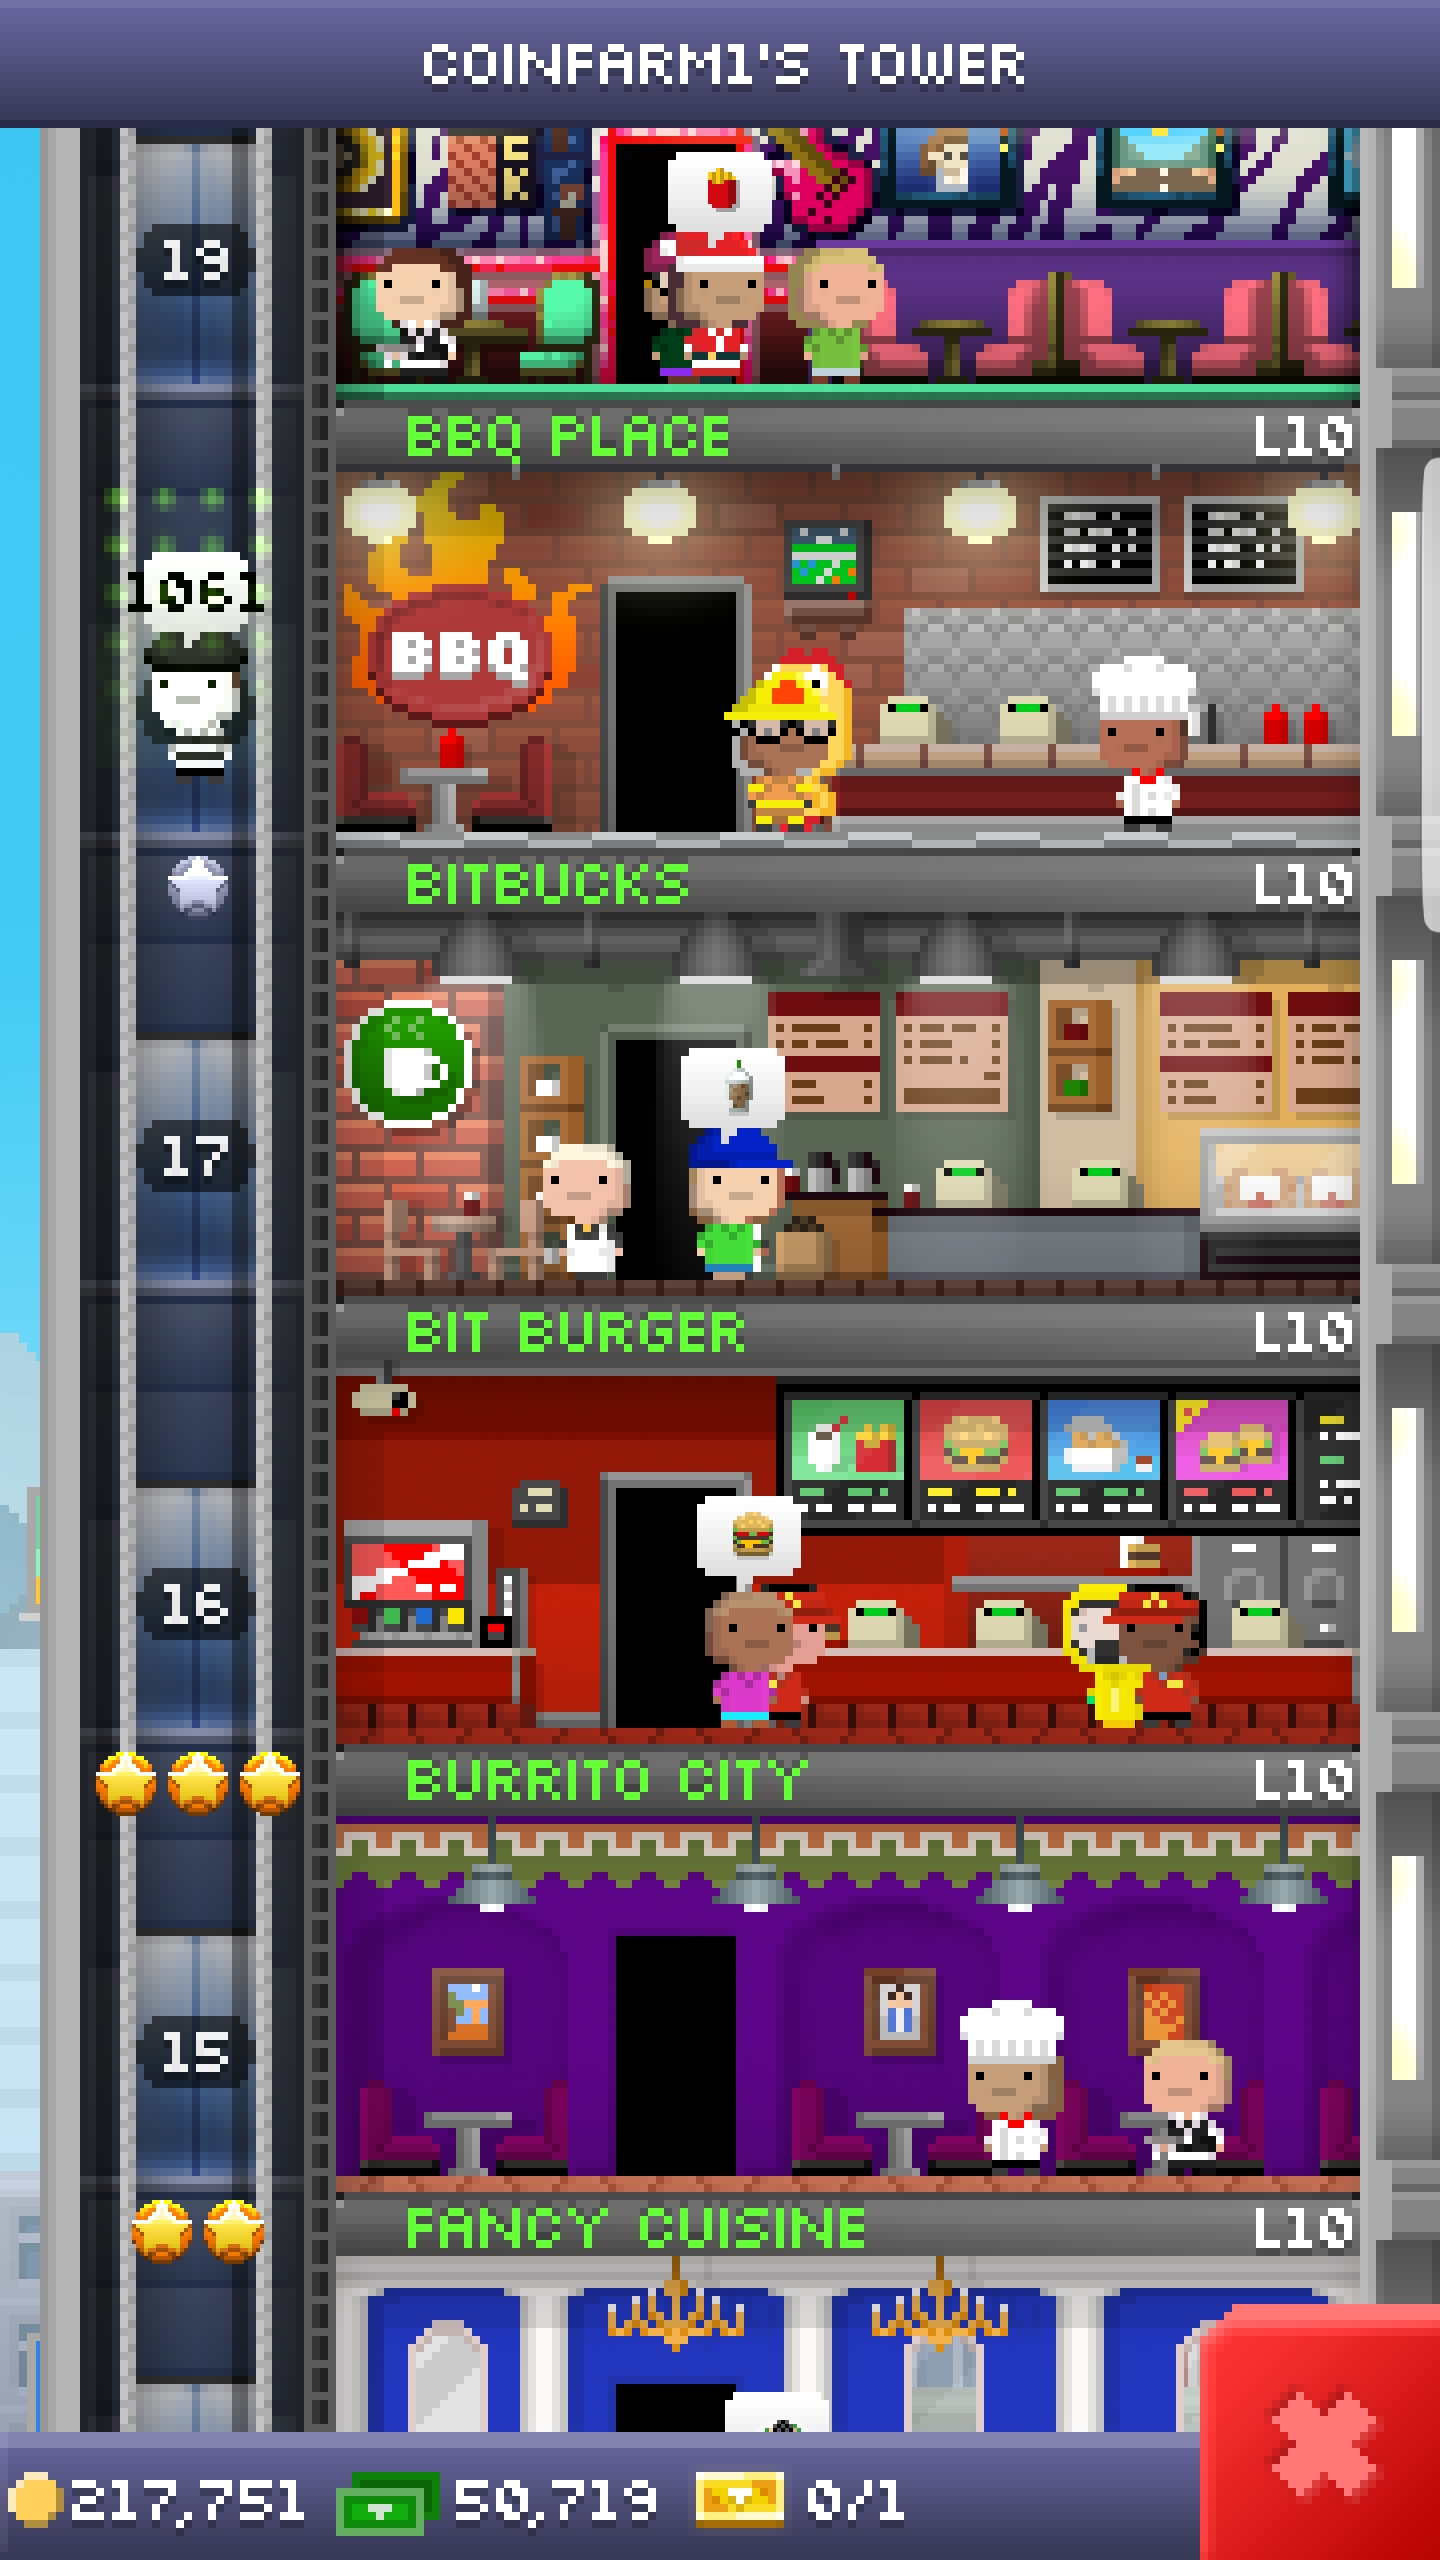 COINFARM1'S TOWER
19
BBQ PLACE L10
1061
BBQ
BITBUCKS L10
17
BIT BURGER L10
16
BURRITO CITY L10
15
FANCY CUISINE L10
217,751 50,719 0/1